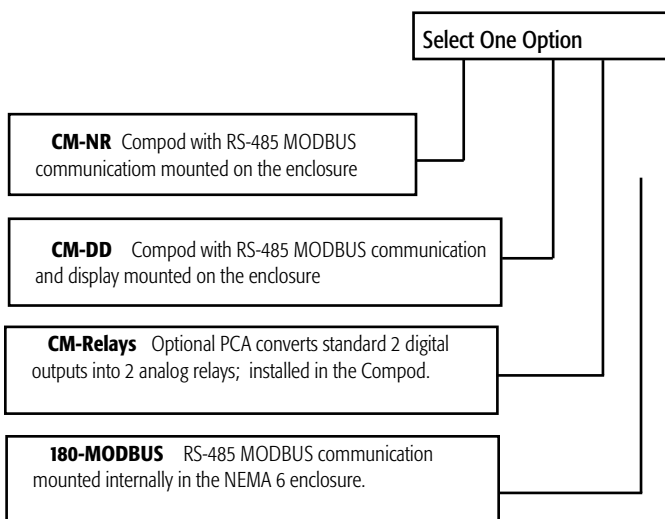 Select One Option
CM-NR Compod with RS-485 MODBUS
communicatiom mounted on the enclosure
CM-DD Compod with RS-485 MODBUS communication
and display mounted on the enclosure
CM-Relays Optional PCA converts standard 2 digital
outputs into 2 analog relays; installed in the Compod.
180-MODBUS RS-485 MODBUS communication
mounted internally in the NEMA 6 enclosure.